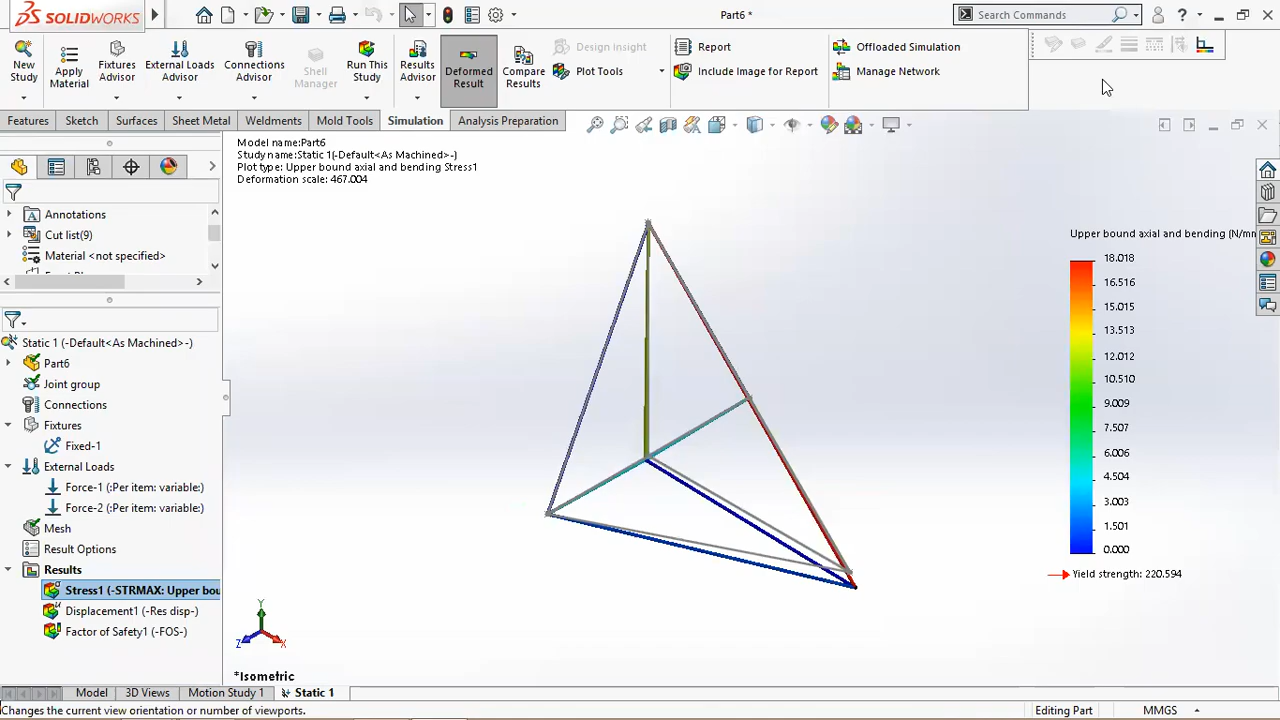 SOLIDWORKS
Part6 *
Search Commands
New Study
Apply Material
Fixtures Advisor
External Loads Advisor
Connections Advisor
Shell Manager
Run This Study
Results Advisor
Deformed Result
Compare Results
Design Insight
Plot Tools
Report
Include Image for Report
Offloaded Simulation
Manage Network
Features
Sketch
Surfaces
Sheet Metal
Weldments
Mold Tools
Simulation
Analysis Preparation
Model name:Part6
Study name:Static 1(-Default<As Machined>-)
Plot type: Upper bound axial and bending Stress1
Deformation scale: 467.004
Annotations
Cut list(9)
Material <not specified>
Static 1 (-Default<As Machined>-)
Part6
Joint group
Connections
Fixtures
Fixed-1
External Loads
Force-1 (:Per item: variable:)
Force-2 (:Per item: variable:)
Mesh
Result Options
Results
Stress1 (-STRMAX: Upper bou
Displacement1 (-Res disp-)
Factor of Safety1 (-FOS-)
Upper bound axial and bending (N/mm
18.018
16.516
15.015
13.513
12.012
10.510
9.009
7.507
6.006
4.504
3.003
1.501
0.000
Yield strength: 220.594
Y
Z
X
*Isometric
Model
3D Views
Motion Study 1
Static 1
Changes the current view orientation or number of viewports.
Editing Part
MMGS